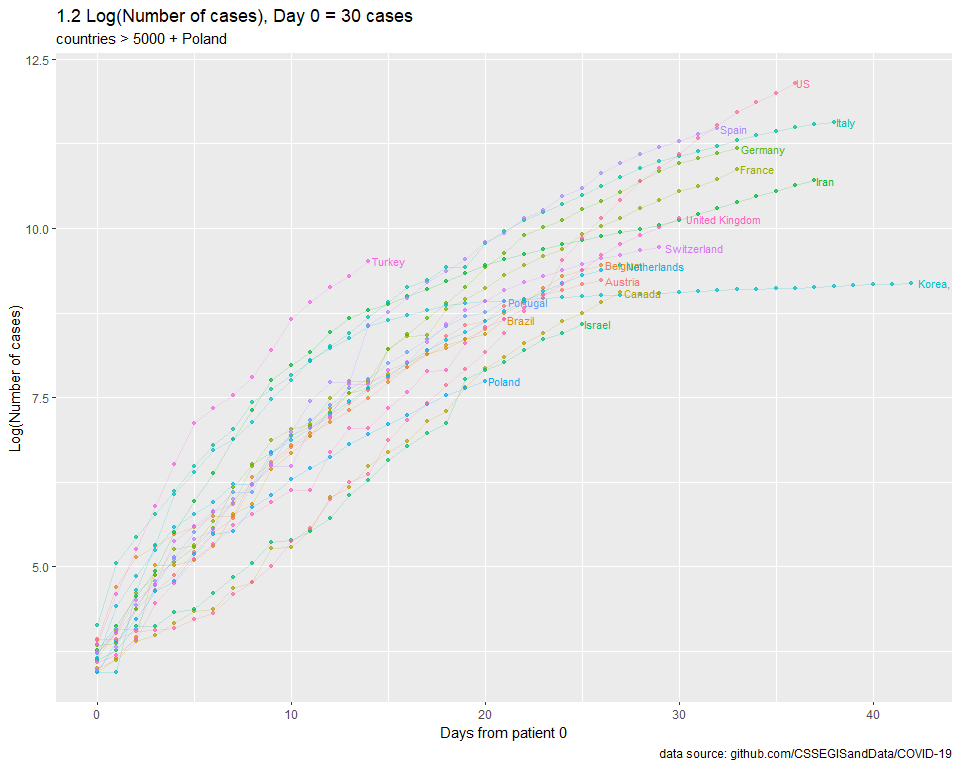 1.2 Log(Number of cases), Day 0 = 30 cases
countries > 5000 + Poland
12.5
10.0
7.5
5.0
Log(Number of cases)
US
Spain
Italy
Germany
France
Iran
United Kingdom
Switzerland
Turkey
Belgium
Netherlands
Austria
Canada
Korea,
Portugal
Brazil
Israel
Poland
0 10 20 30 40
Days from patient 0
data source: github.com/CSSEGISandData/COVID-19